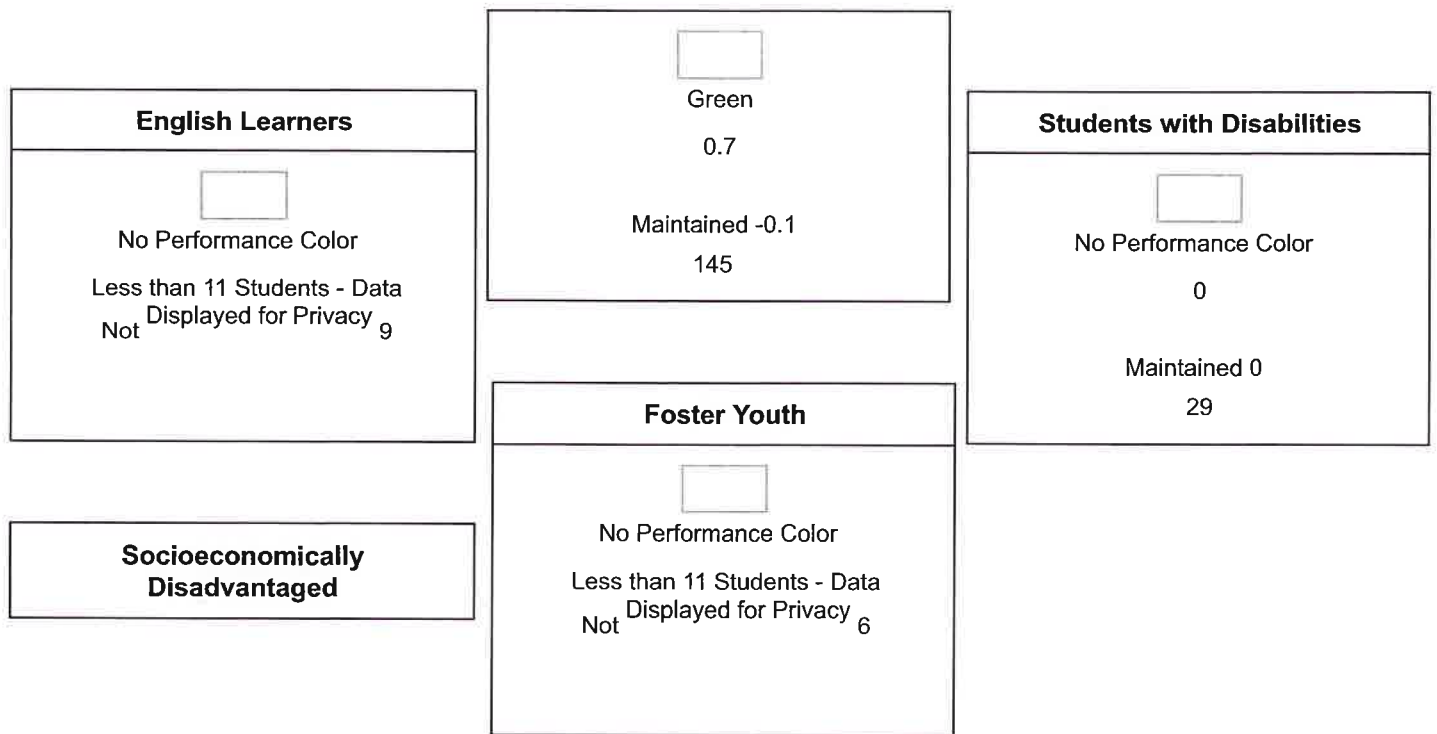 English Learners
No Performance Color
Less than 11 Students - Data
Not Displayed for Privacy 9
Socioeconomically
Disadvantaged
Green
0.7
Maintained -0.1
145
Foster Youth
No Performance Color
Less than 11 Students - Data
Not Displayed for Privacy 6
Students with Disabilities
No Performance Color
0
Maintained 0
29